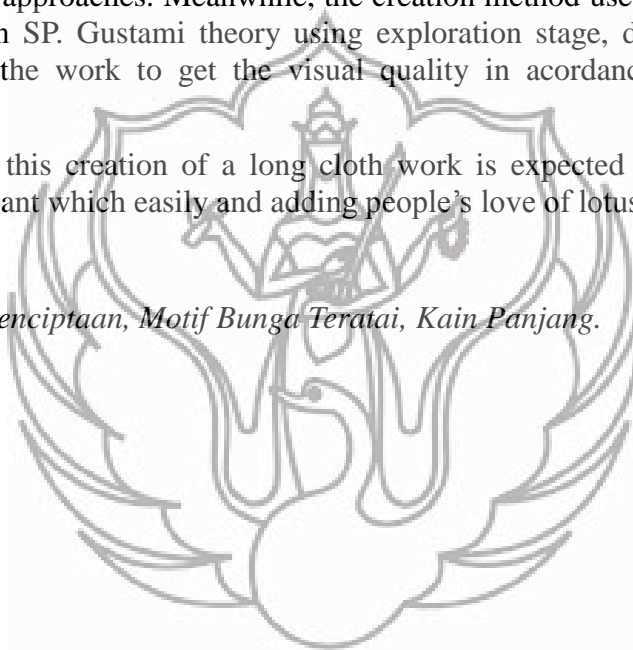 approaches. Meanwhile, the creation method use
SP. Gustami theory using exploration stage, d
the work to get the visual quality in acordanc
this creation of a long cloth work is expected
ant which easily and adding people's love of lotus
enciptaan, Motif Bunga Teratai, Kain Panjang.